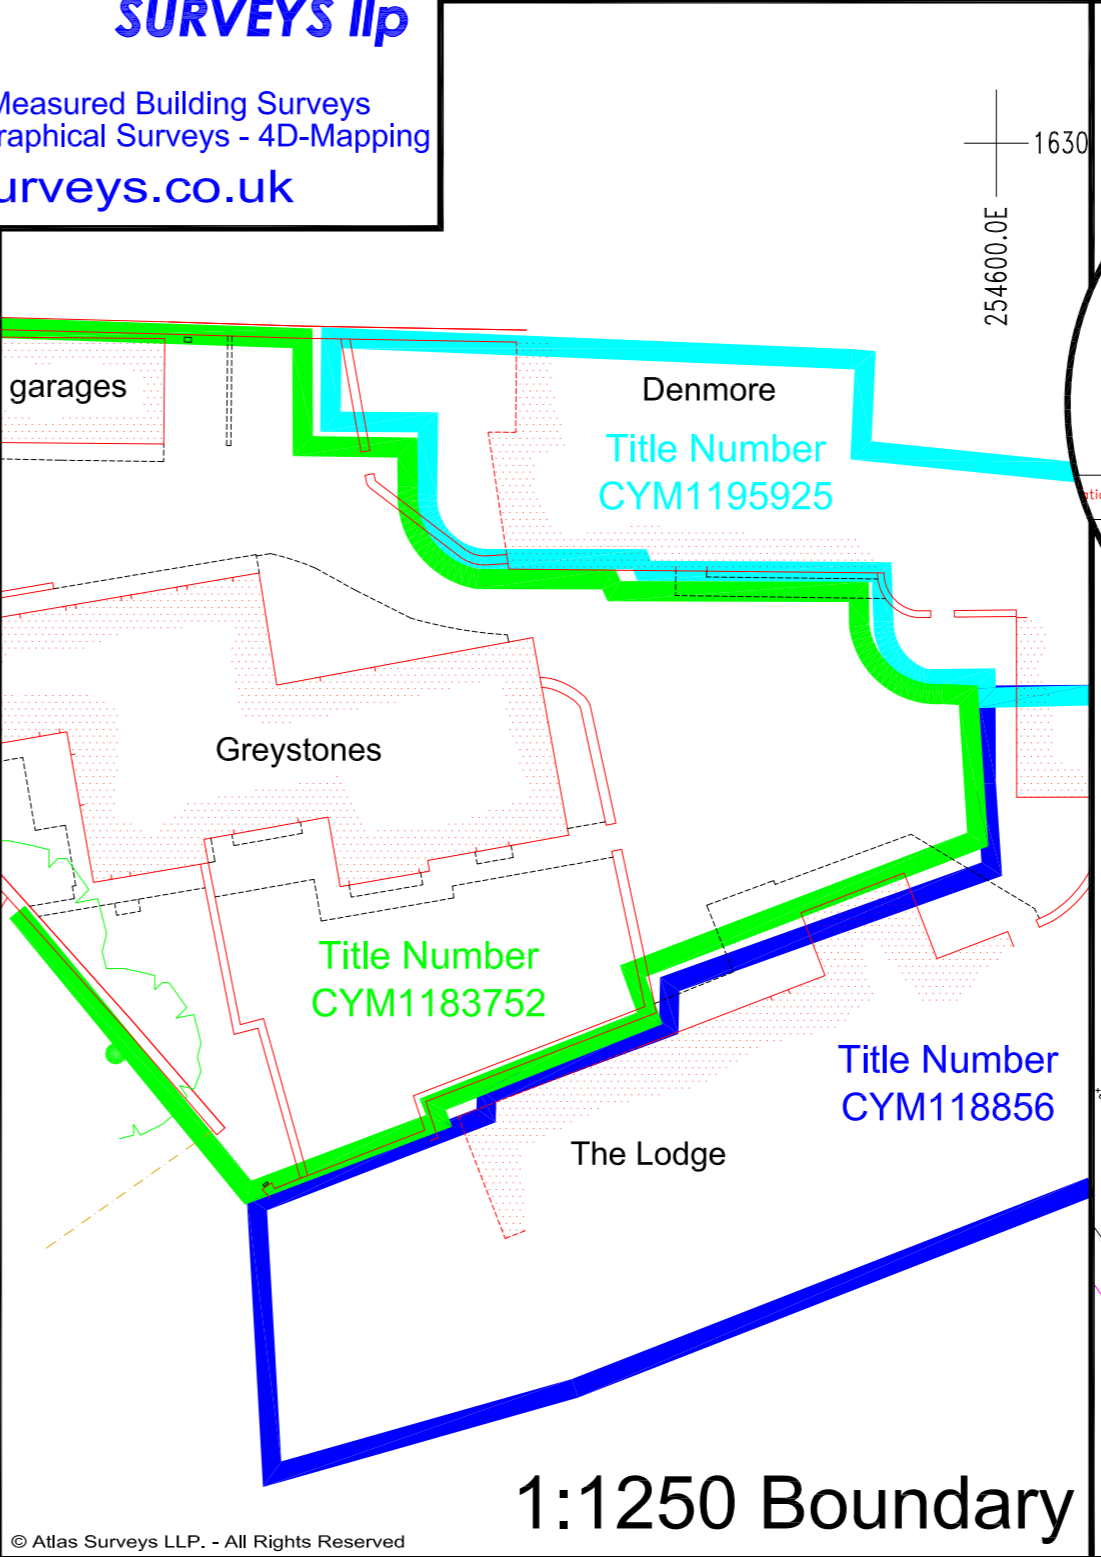 SURVEYS llp
Measured Building Surveys
raphical Surveys - 4D-Mapping
urveys.co.uk
1630
254600.0E
garages
Denmore
Title Number
CYM1195925
Greystones
Title Number
CYM1183752
Title Number
CYM118856
The Lodge
1:1250 Boundary
© Atlas Surveys LLP. - All Rights Reserved